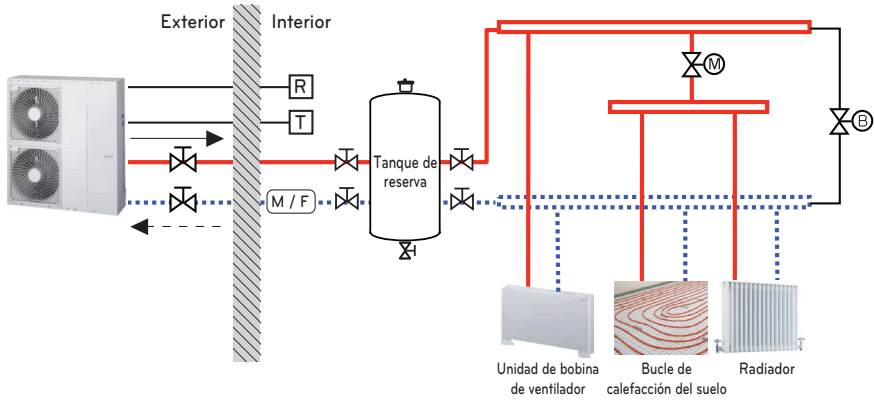 Exterior
Interior
R
T
M
B
Tanque de
reserva
M / F
Unidad de bobina
de ventilador
Bucle de
calefacción del suelo
Radiador